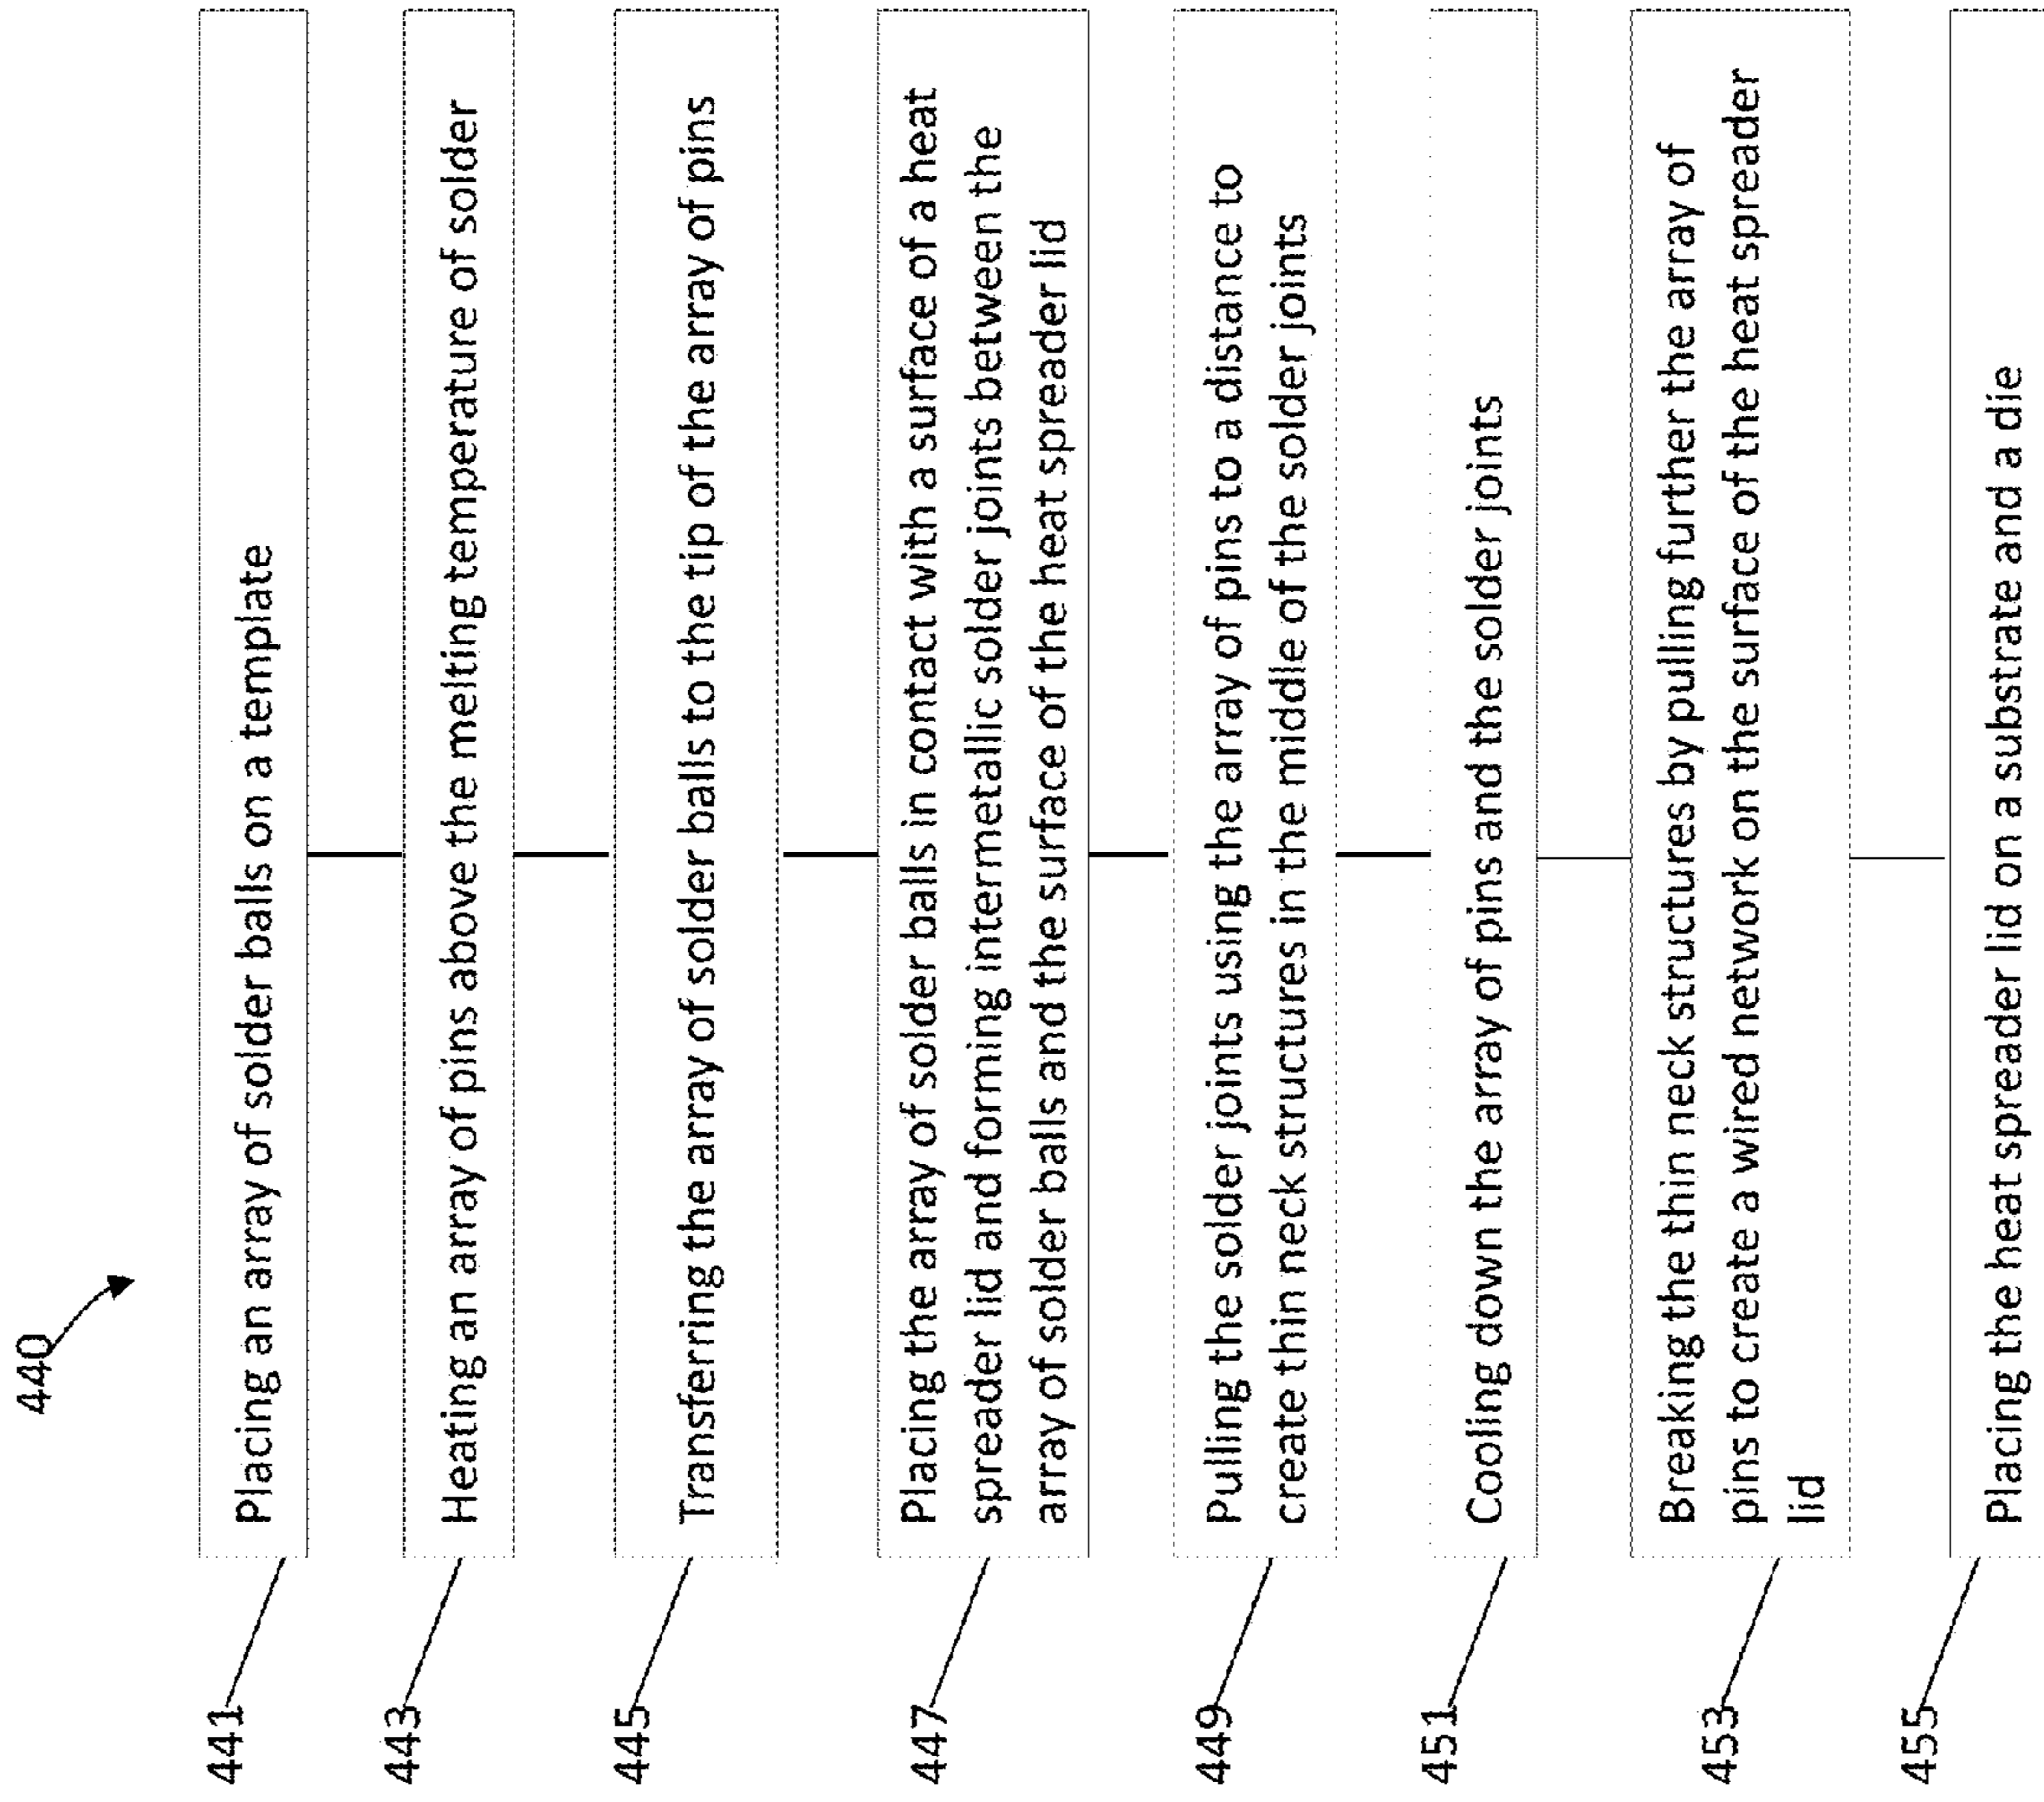 440
441
Placing an array of solder balls on a template
443
Heating an array of pins above the melting temperature of solder
445
Transferring the array of solder balls to the tip of the array of pins
447
Placing the array of solder balls in contact with a surface of a heat
spreader lid and forming intermetallic solder joints between the
array of solder balls and the surface of the heat spreader lid
449
Pulling the solder joints using the array of pins to a distance to
create thin neck structures in the middle of the solder joints
451
Cooling down the array of pins and the solder joints
453
Breaking the thin neck structures by pulling further the array of
pins to create a wired network on the surface of the heat spreader
lid
455
Placing the heat spreader lid on a substrate and a die